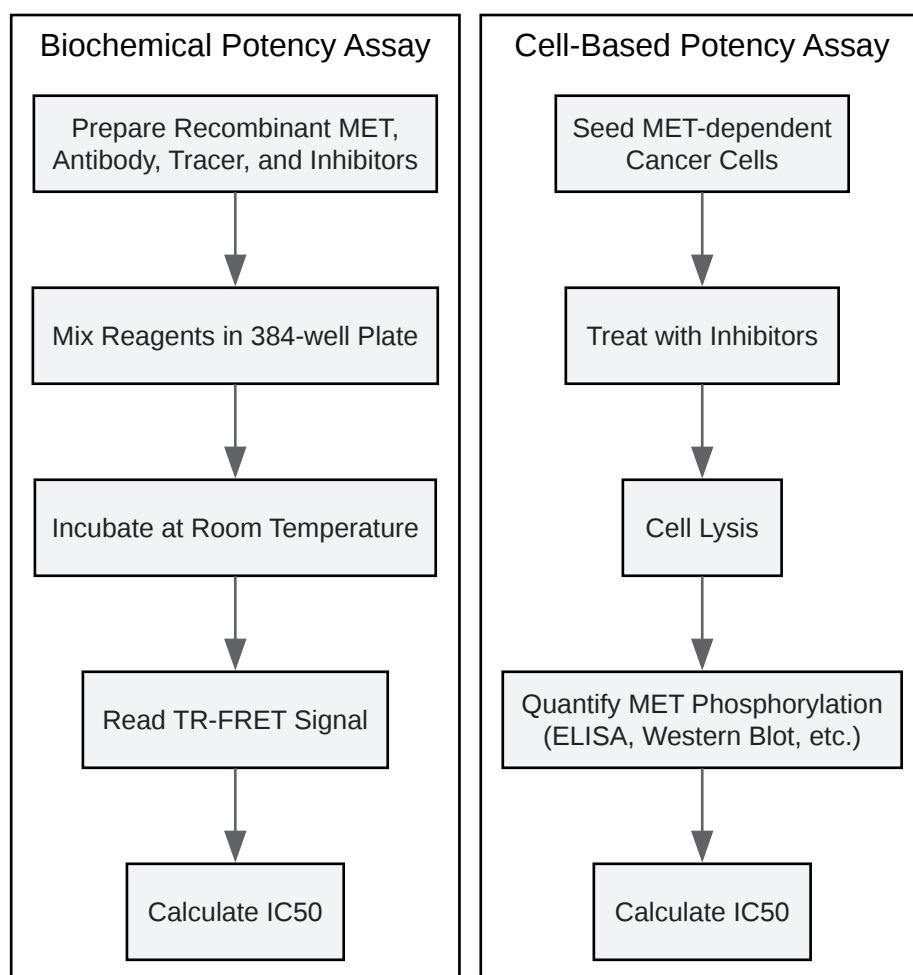 Biochemical Potency Assay
Prepare Recombinant MET,
Antibody, Tracer, and Inhibitors
Mix Reagents in 384-well Plate
Incubate at Room Temperature
Read TR-FRET Signal
Calculate IC50
Cell-Based Potency Assay
Seed MET-dependent
Cancer Cells
Treat with Inhibitors
Cell Lysis
Quantify MET Phosphorylation
(ELISA, Western Blot, etc.)
Calculate IC50